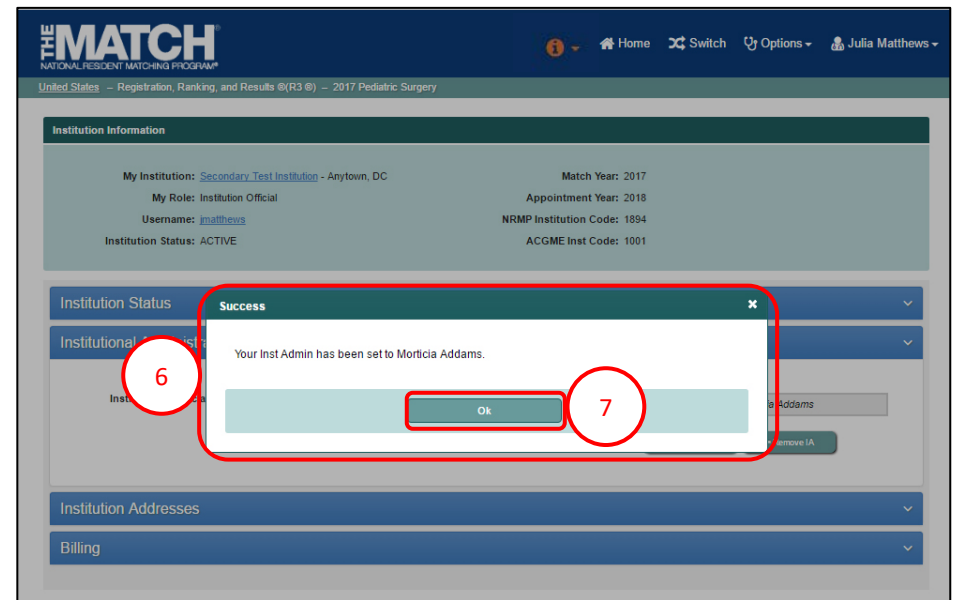 THE MATCH®
NATIONAL RESIDENT MATCHING PROGRAM®
Home Switch Options Julia Matthews
United States – Registration, Ranking, and Results ®(R3 ®) – 2017 Pediatric Surgery
Institution Information
My Institution: Secondary Test Institution - Anytown, DC Match Year: 2017
My Role: Institution Official Appointment Year: 2018
Username: jmatthews NRMP Institution Code: 1894
Institution Status: ACTIVE ACGME Inst Code: 1001
Institution Status
Success ×
Institutional
Your Inst Admin has been set to Morticia Addams.
6
Addams
Ok 7
Remove IA
Institution Addresses
Billing